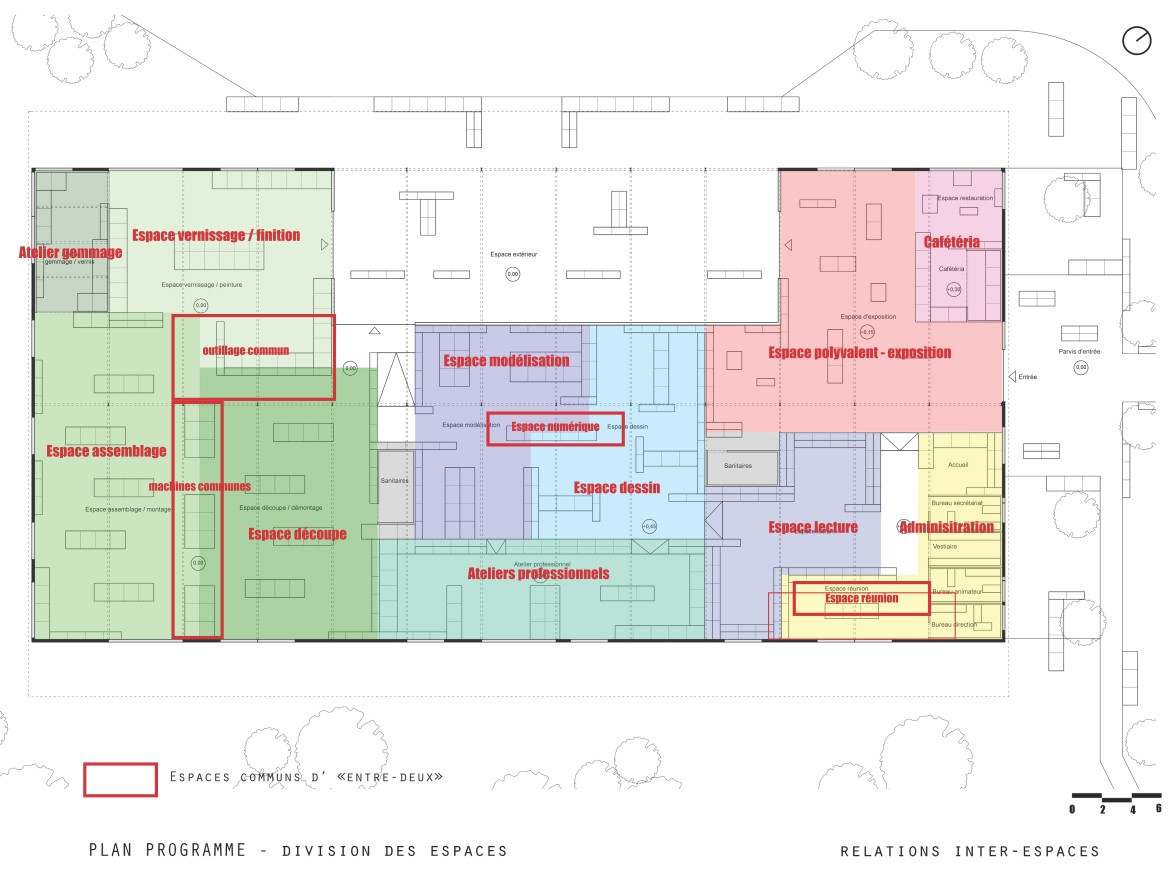 Espace restauration
Espace vernissage / finition
Cafétéria
Atelier gommage
gommage / vernis
Espace extérieur
0,00
Cafétéria
Espace vernissage / peinture
+0,30
0,00
Espace d'exposition
+0,15
outillage commun
Espace modélisation
Espace polyvalent - exposition
Parvis d'entrée
0,00
0,00
Entrée
Espace modélisation
Espace numérique
Espace dessin
Espace assemblage
Sanitaires
Accueil
Sanitaires
machines communes
Espace dessin
Bureau secrétariat
Espace assemblage / montage
Espace découpe / démontage
+0,45
Espace découpe
Espace lecture
Adminisitration
Vestiaire
0,00
Atelier professionnel
Ateliers professionnels
Espace réunion
Bureau animateur
Espace réunion
Bureau direction
Espaces communs d' «entre-deux»
0 2 4 6
PLAN PROGRAMME - DIVISION DES ESPACES
RELATIONS INTER-ESPACES